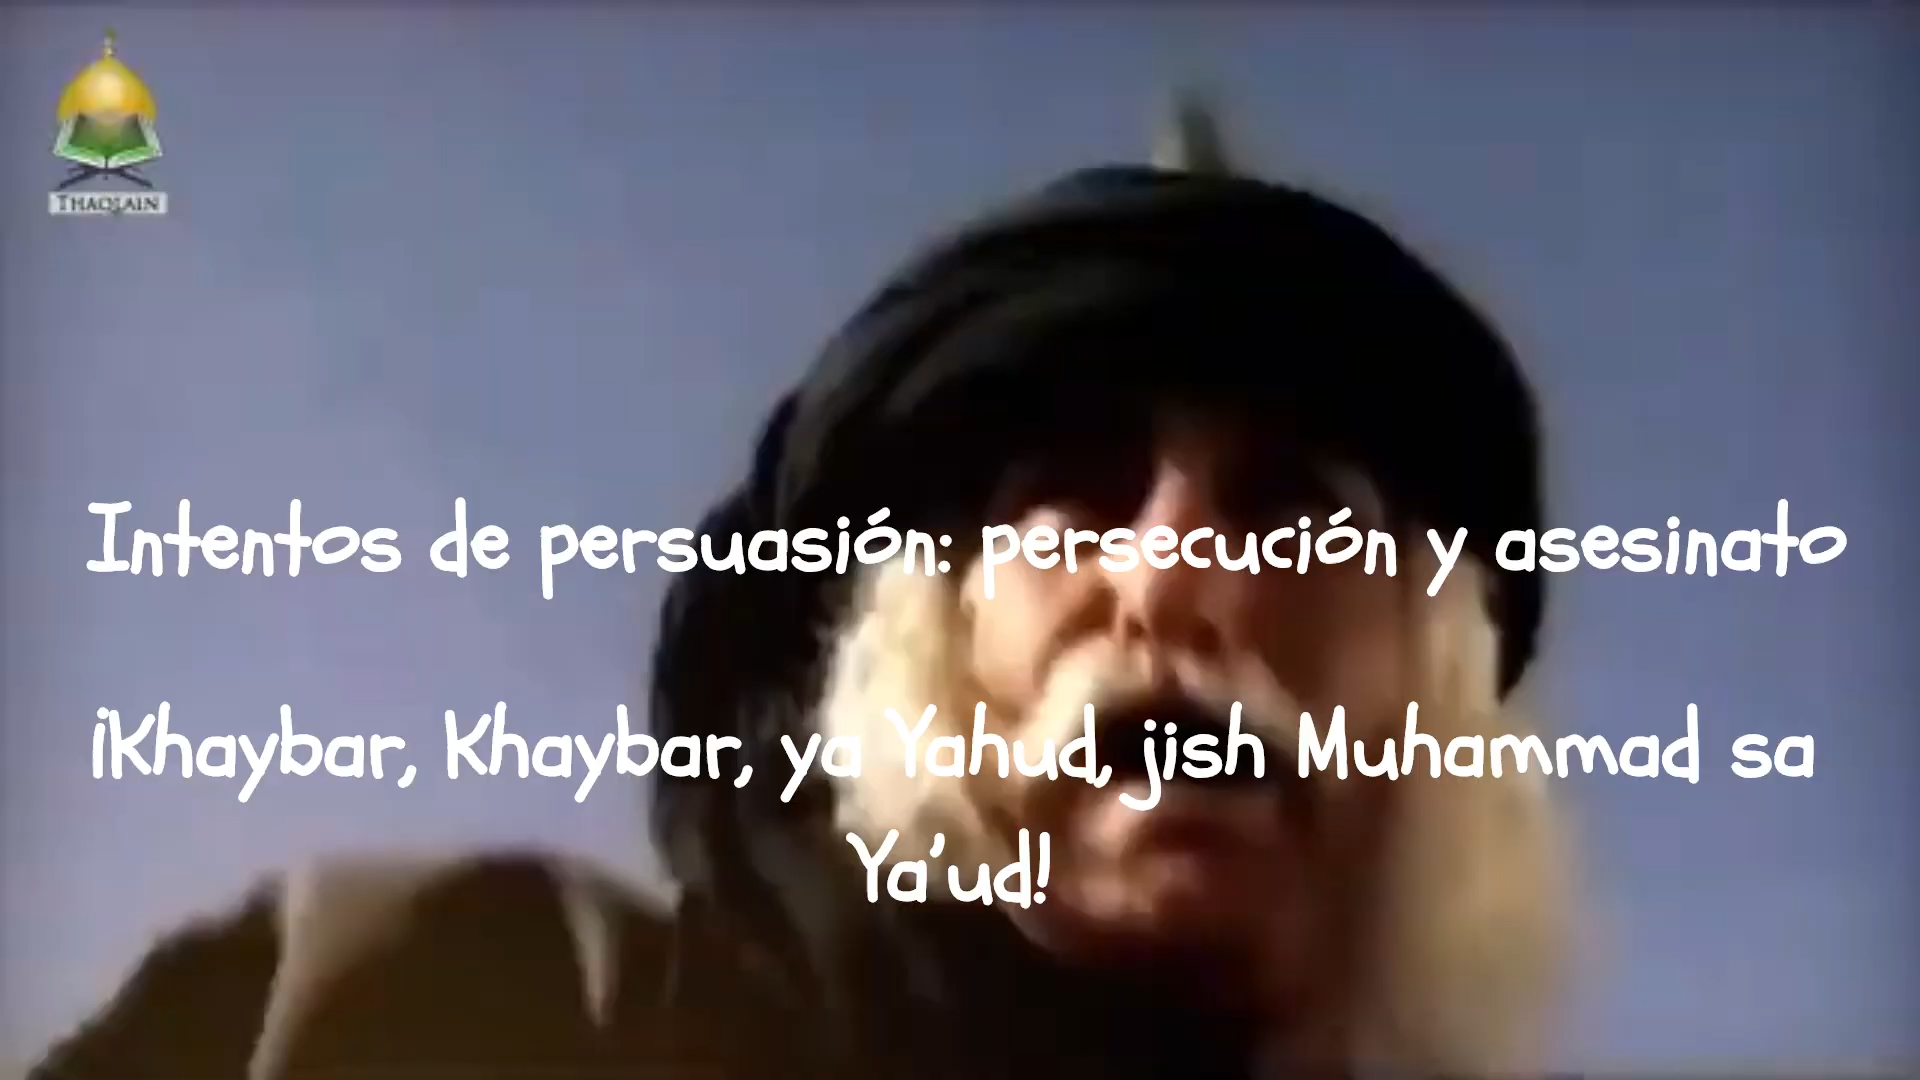 THAQLAIN
Intentos de persuasión: persecución y asesinato
¡Khaybar, Khaybar, ya Yahud, jish Muhammad sa
Ya'ud!